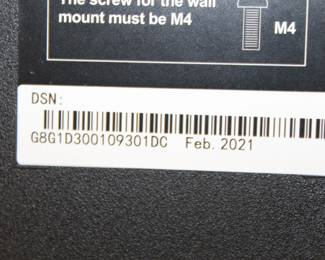 The screw for the wall
mount must be M4
M4
DSN:
G8G1D300109301DC Feb. 2021